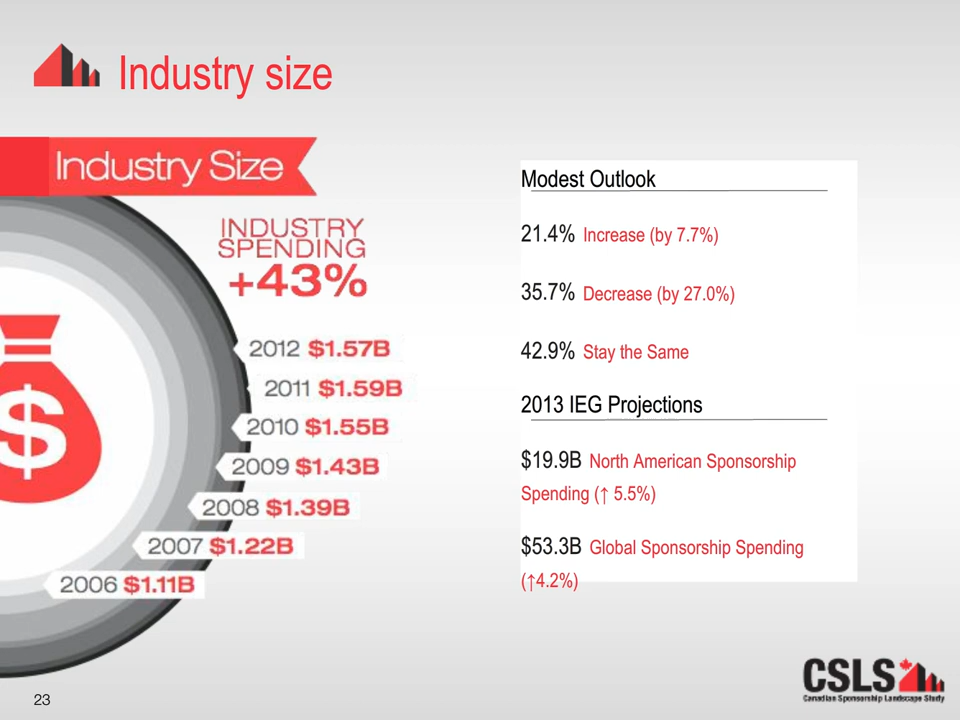 Industry size
Industry Size
INDUSTRY
SPENDING
+43%
2012 $1.57B
2011 $1.59B
2010 $1.55B
2009 $1.43B
2008 $1.39B
2007 $1.22B
2006 $1.11B
$
Modest Outlook
21.4% Increase (by 7.7%)
35.7% Decrease (by 27.0%)
42.9% Stay the Same
2013 IEG Projections
$19.9B North American Sponsorship
Spending (↑ 5.5%)
$53.3B Global Sponsorship Spending
(↑4.2%)
23
CSLS
Canadian Sponsorship Landscape Study